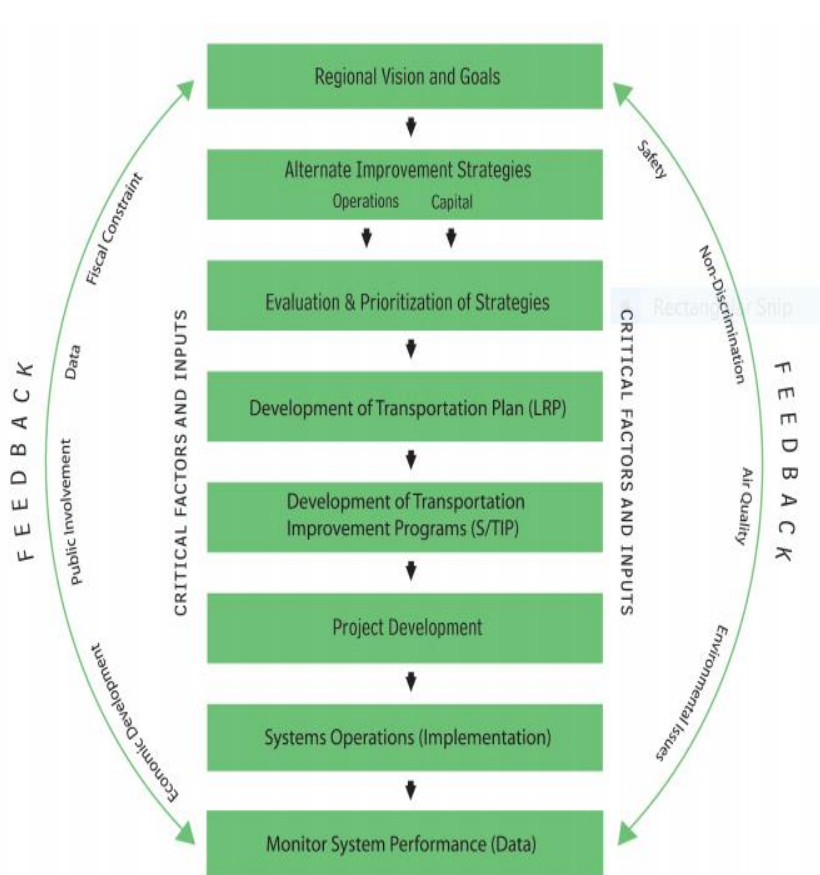 Regional Vision and Goals
Alternate Improvement Strategies
Operations Capital
Evaluation & Prioritization of Strategies
Development of Transportation Plan (LRP)
Development of Transportation
Improvement Programs (S/TIP)
Project Development
Systems Operations (Implementation)
Monitor System Performance (Data)
FEEDBACK
Fiscal Constraint
Data
Public Involvement
Economic Development
CRITICAL FACTORS AND INPUTS
CRITICAL FACTORS AND INPUTS
Safety
Non-Discrimination
Air Quality
Environmental Issues
FEEDBACK
Rectangular Snip